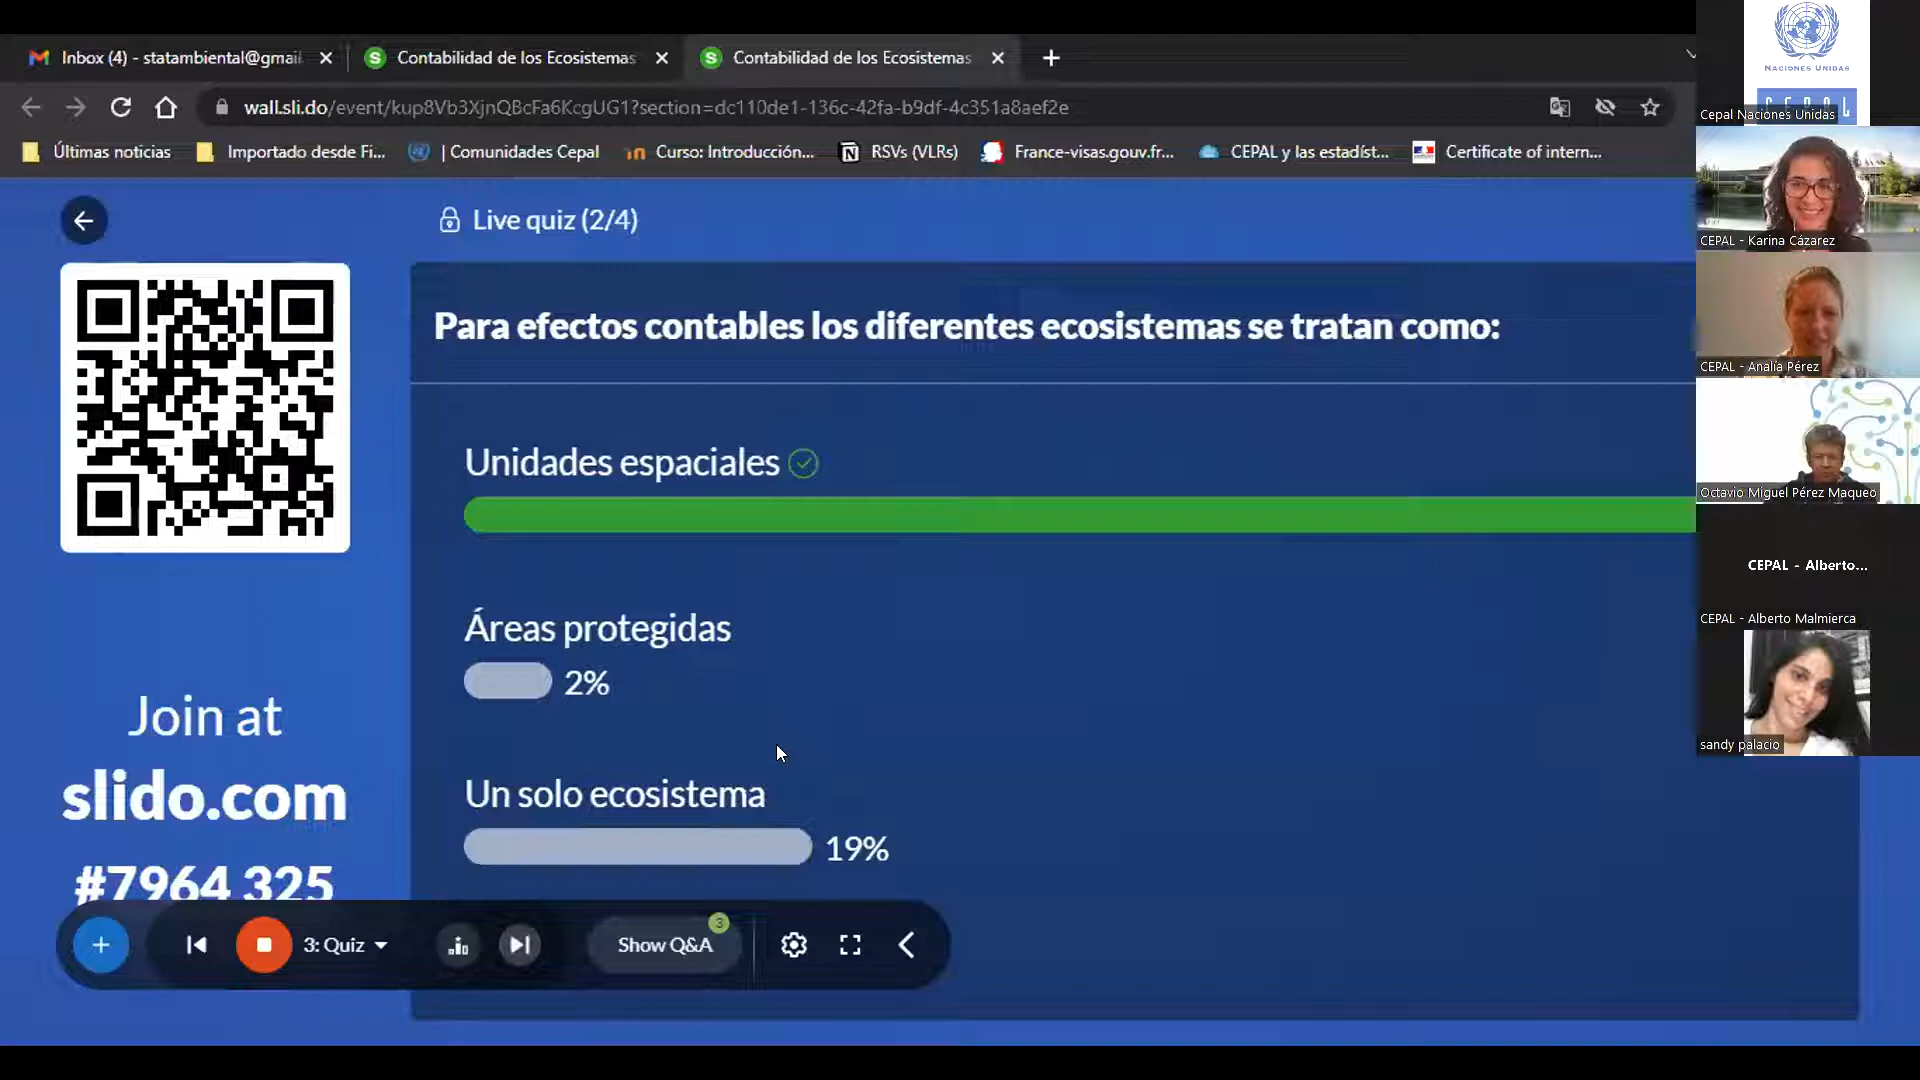 Inbox (4) - statambiental@gmai
Contabilidad de los Ecosistemas
Contabilidad de los Ecosistemas
wall.sli.do/event/kup8Vb3XjnQBcFa6KcgUG1?section=dc110de1-136c-42fa-b9df-4c351a8aef2e
Últimas noticias
Importado desde Fi...
| Comunidades Cepal
Curso: Introducción...
RSVs (VLRs)
France-visas.gouv.fr...
CEPAL y las estadíst...
Certificate of intern...
Live quiz (2/4)
Para efectos contables los diferentes ecosistemas se tratan como:
Unidades espaciales
Áreas protegidas
2%
Un solo ecosistema
19%
Join at
slido.com
#7964 325
3: Quiz
Show Q&A
3
NACIONES UNIDAS
CEPAL
Cepal Naciones Unidas
CEPAL - Karina Cázarez
CEPAL - Analía Pérez
Octavio Miguel Pérez Maqueo
CEPAL - Alberto...
CEPAL - Alberto Malmierca
sandy palacio